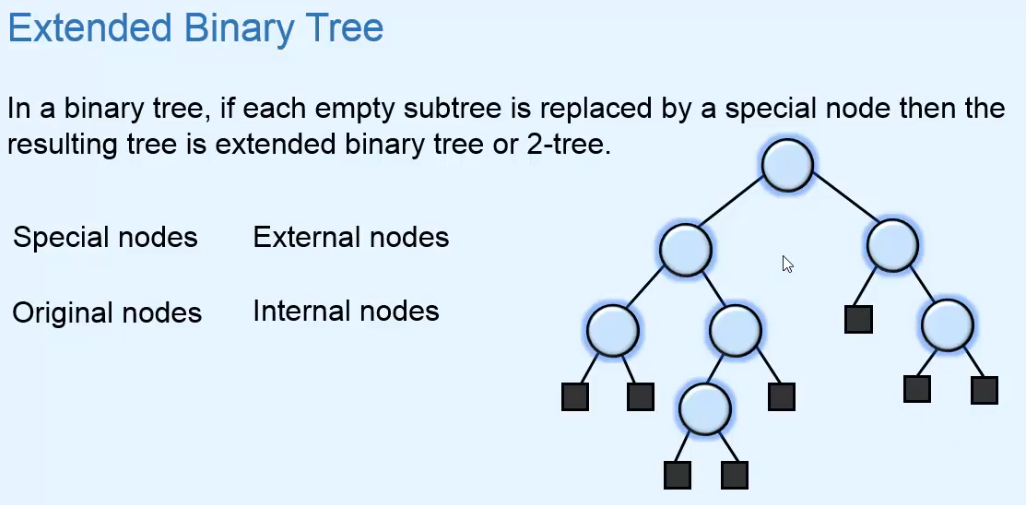 Extended Binary Tree
In a binary tree, if each empty subtree is replaced by a special node then the
resulting tree is extended binary tree or 2-tree.
Special nodes External nodes
Original nodes Internal nodes